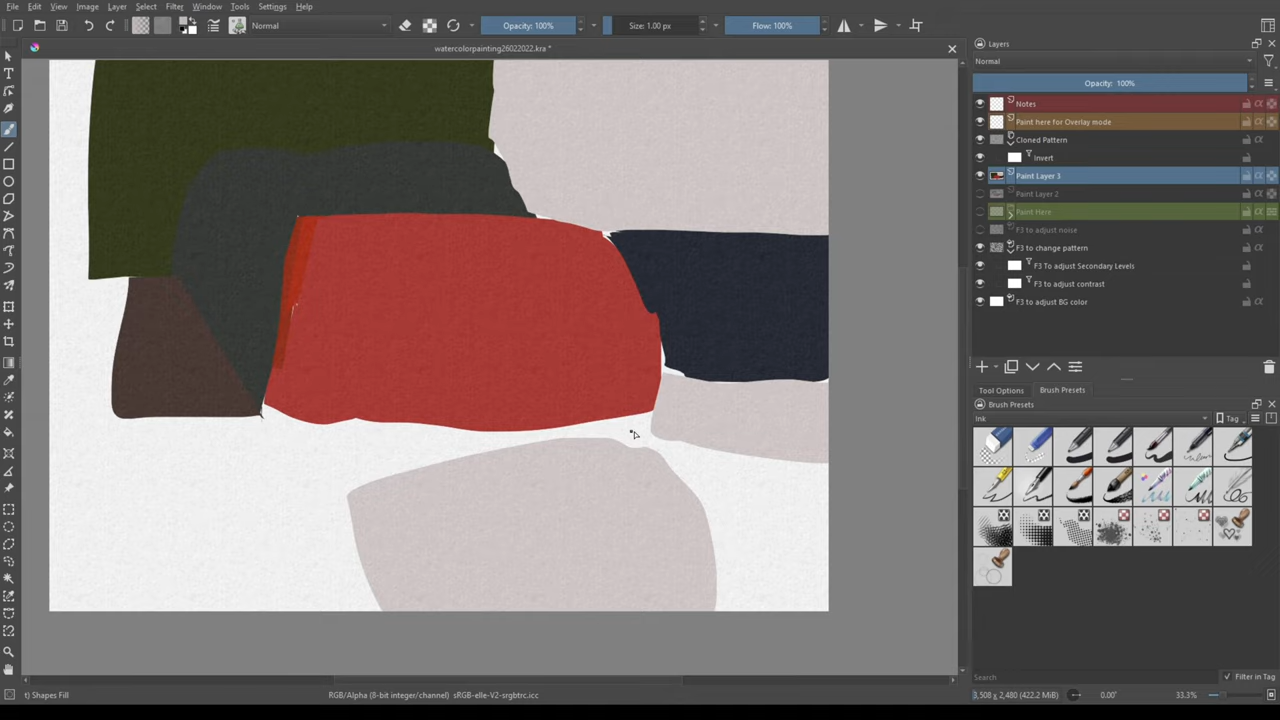 File Edit View Image Layer Select Filter Window Tools Settings Help
Normal Opacity: 100% Size: 1.00 px Flow: 100%
watercolorpainting26022022.kra *
Layers
Normal
Opacity: 100%
Notes
Paint here for Overlay mode
Cloned Pattern
Invert
Paint Layer 3
Paint Layer 2
Paint Here
F3 to adjust noise
F3 to change pattern
F3 To adjust Secondary Levels
F3 to adjust contrast
F3 to adjust BG color
Tool Options Brush Presets
Brush Presets
Ink Tag
Search Filter in Tag
t) Shapes Fill RGB/Alpha (8-bit integer/channel) sRGB-elle-V2-srgbtrc.icc 3,508 x 2,480 (422.2 MiB) 0.00° 33.3%